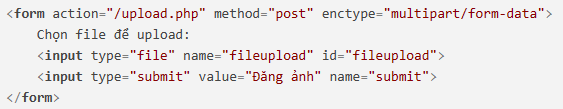 <form action="/upload.php" method="post" enctype="multipart/form-data">
Chọn file để upload:
<input type="file" name="fileupload" id="fileupload">
<input type="submit" value="Đăng ảnh" name="submit">
</form>